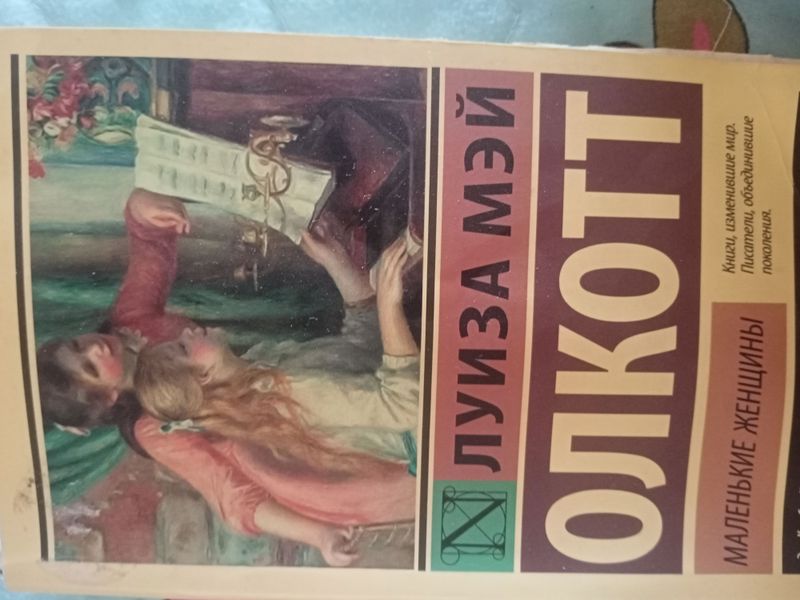 ЛУИЗА МЭЙ
ОЛКОТТ
МАЛЕНЬКИЕ ЖЕНЩИНЫ
Книги, изменившие мир.
Писатели, объединившие
поколения.